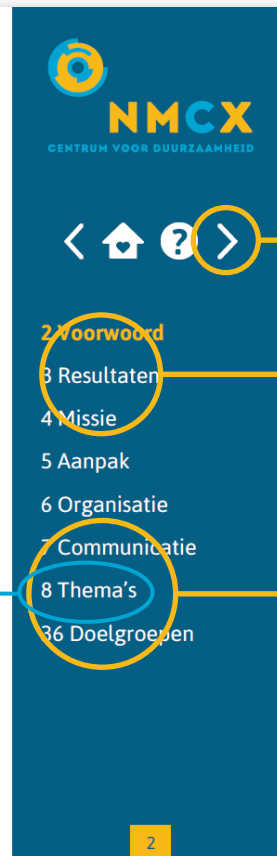 NMCX
CENTRUM VOOR DUURZAAMHEID
?
2 Voorwoord
3 Resultaten
4 Missie
5 Aanpak
6 Organisatie
7 Communicatie
8 Thema's
36 Doelgroepen
2